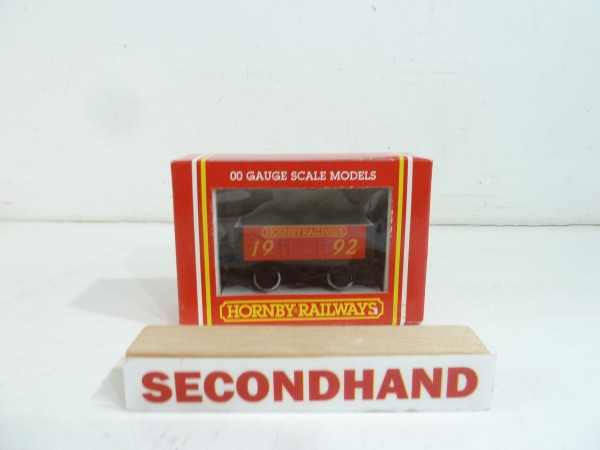 00 GAUGE SCALE MODELS
HORNBY RAILWAYS
19 92
HORNBY RAILWAYS
SECONDHAND